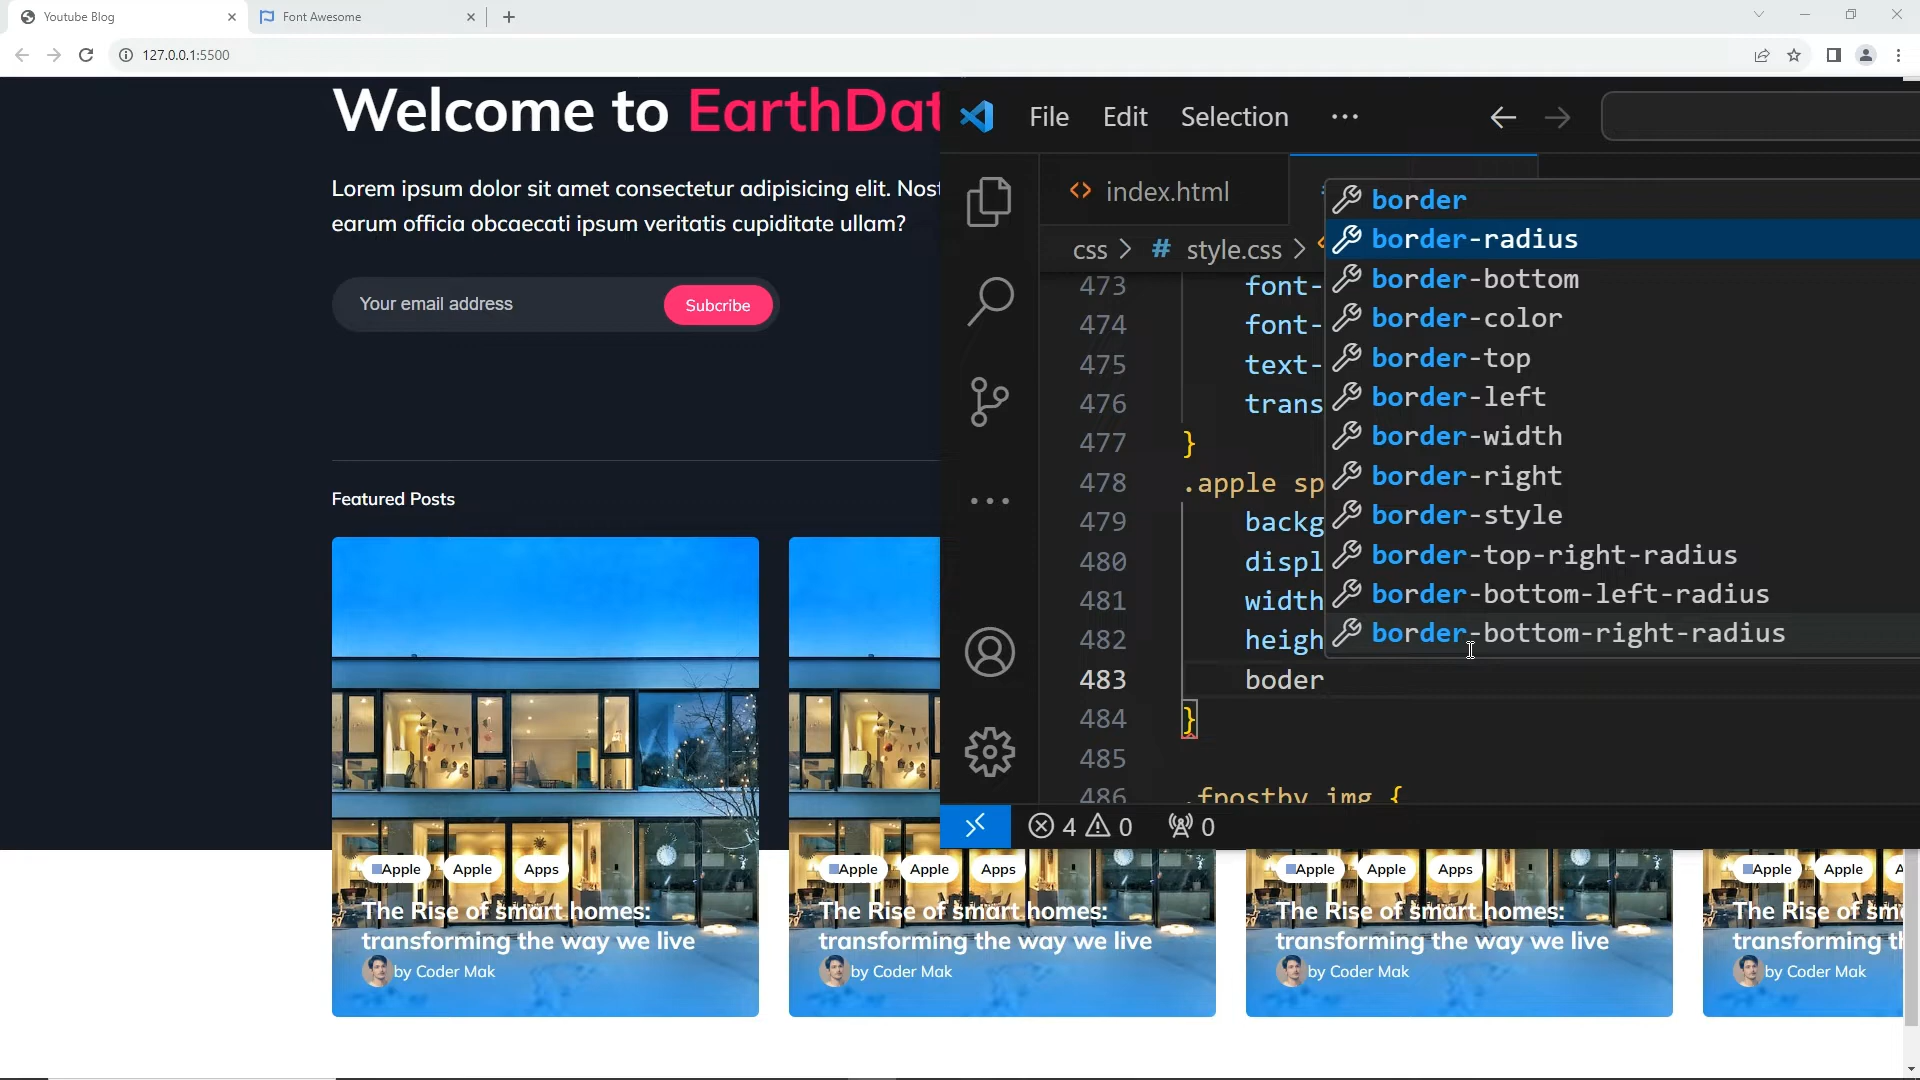 Youtube Blog
Font Awesome
127.0.0.1:5500
Welcome to EarthDat
Lorem ipsum dolor sit amet consectetur adipisicing elit. Nost
earum officia obcaecati ipsum veritatis cupiditate ullam?
Your email address
Subcribe
Featured Posts
File Edit Selection ...
index.html
css > # style.css >
border
border-radius
border-bottom
border-color
border-top
border-left
border-width
border-right
border-style
border-top-right-radius
border-bottom-left-radius
border-bottom-right-radius
473 font-
474 font-
475 text-
476 trans
477 }
478 .apple sp
479 backg
480 displ
481 width
482 heigh
483 boder
484 }
485
486 .fpostby img {
4 0 0
Apple Apple Apps
The Rise of smart homes:
transforming the way we live
by Coder Mak
Apple Apple Apps
The Rise of smart homes:
transforming the way we live
by Coder Mak
Apple Apple Apps
The Rise of smart homes:
transforming the way we live
by Coder Mak
Apple Apple A
The Rise of sma
transforming t
by Coder Mak